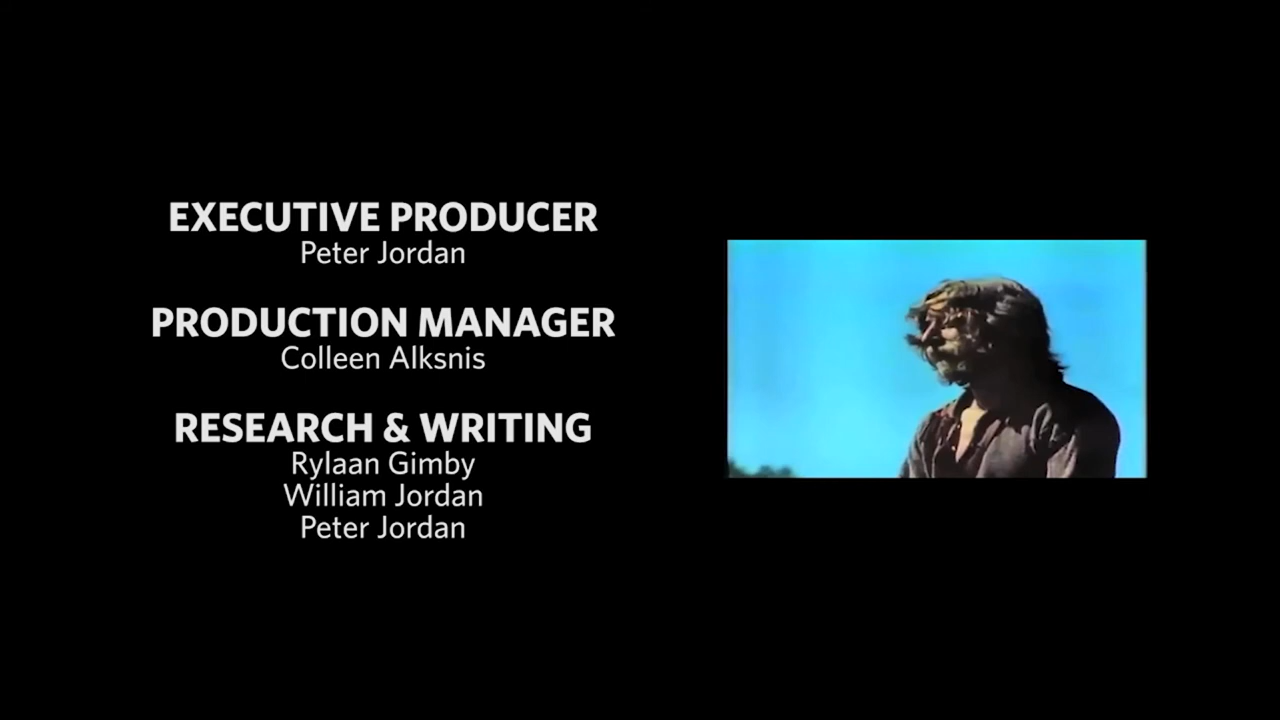 EXECUTIVE PRODUCER
Peter Jordan
PRODUCTION MANAGER
Colleen Alksnis
RESEARCH & WRITING
Rylaan Gimby
William Jordan
Peter Jordan